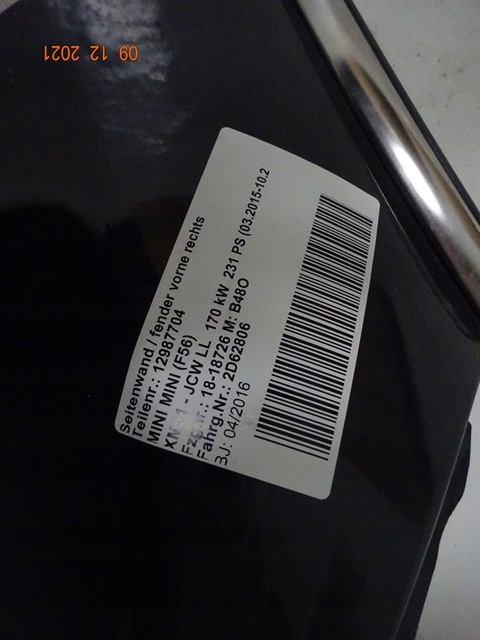 09 12 2021
Seitenwand / fender vorne rechts
Teilenr.: 12987704
MINI MINI (F56)
- JCW LL 170 kW 231 PS (03.2015-10.2
18-18726 M: B48O
Fahrg.Nr.: 2D62806
BJ: 04/2016